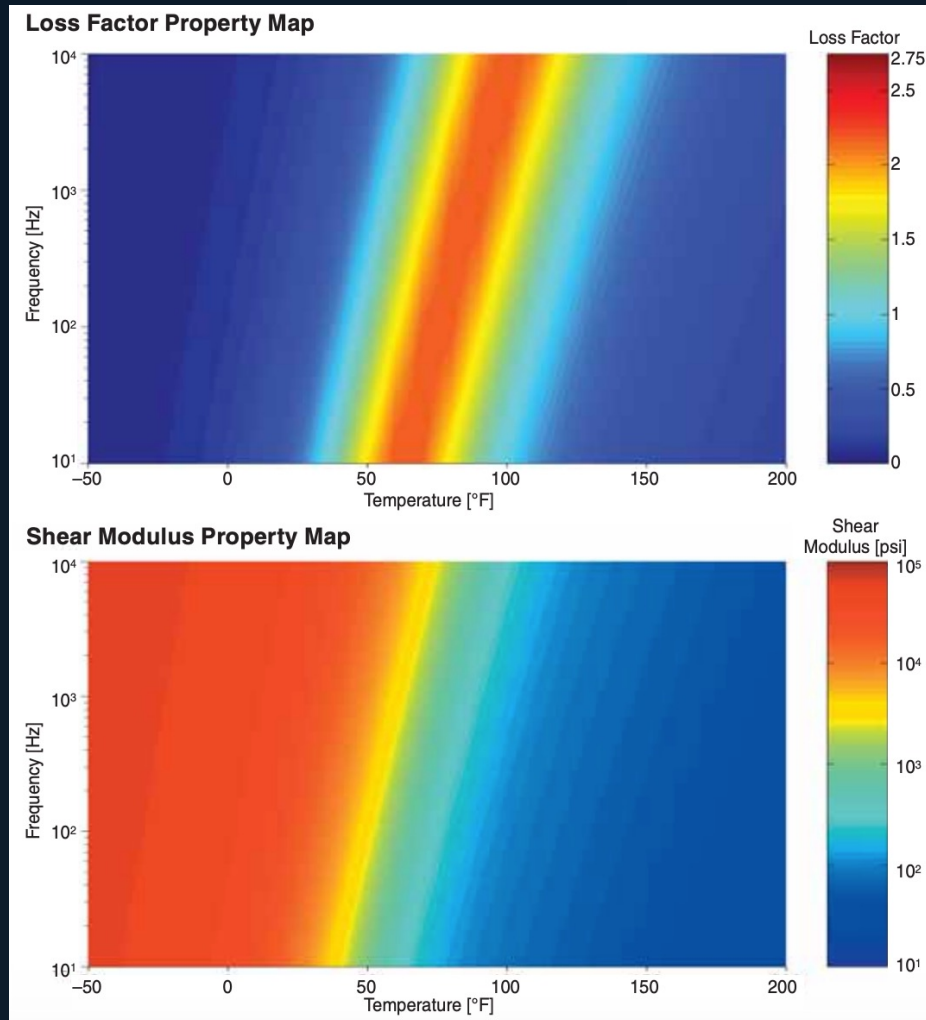 Loss Factor Property Map
Loss Factor
10⁴
10³
10²
10¹
Frequency [Hz]
−50 0 50 100 150 200
Temperature [°F]
2.75
2.5
2
1.5
1
0.5
0
Shear Modulus Property Map
Shear
Modulus [psi]
10⁴
10³
10²
10¹
Frequency [Hz]
−50 0 50 100 150 200
Temperature [°F]
10⁵
10⁴
10³
10²
10¹